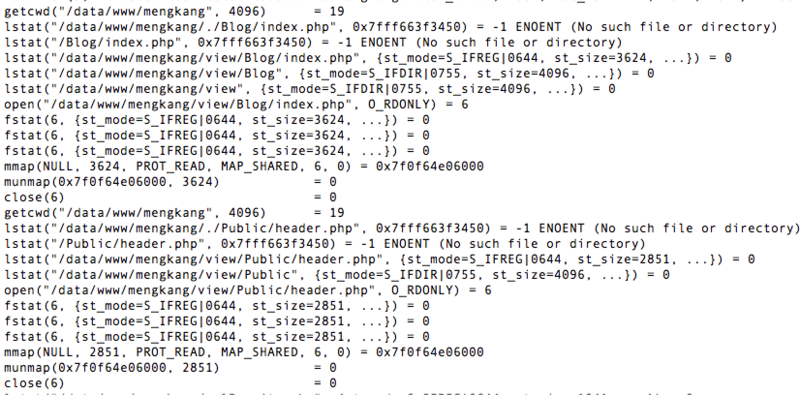 getcwd("/data/www/mengkang", 4096)      = 19
lstat("/data/www/mengkang/./Blog/index.php", 0x7fff663f3450) = -1 ENOENT (No such file or directory)
lstat("/Blog/index.php", 0x7fff663f3450) = -1 ENOENT (No such file or directory)
lstat("/data/www/mengkang/view/Blog/index.php", {st_mode=S_IFREG|0644, st_size=3624, ...}) = 0
lstat("/data/www/mengkang/view/Blog", {st_mode=S_IFDIR|0755, st_size=4096, ...}) = 0
lstat("/data/www/mengkang/view", {st_mode=S_IFDIR|0755, st_size=4096, ...}) = 0
open("/data/www/mengkang/view/Blog/index.php", O_RDONLY) = 6
fstat(6, {st_mode=S_IFREG|0644, st_size=3624, ...}) = 0
fstat(6, {st_mode=S_IFREG|0644, st_size=3624, ...}) = 0
fstat(6, {st_mode=S_IFREG|0644, st_size=3624, ...}) = 0
mmap(NULL, 3624, PROT_READ, MAP_SHARED, 6, 0) = 0x7f0f64e06000
munmap(0x7f0f64e06000, 3624)            = 0
close(6)                                = 0
getcwd("/data/www/mengkang", 4096)      = 19
lstat("/data/www/mengkang/./Public/header.php", 0x7fff663f3450) = -1 ENOENT (No such file or directory)
lstat("/Public/header.php", 0x7fff663f3450) = -1 ENOENT (No such file or directory)
lstat("/data/www/mengkang/view/Public/header.php", {st_mode=S_IFREG|0644, st_size=2851, ...}) = 0
lstat("/data/www/mengkang/view/Public", {st_mode=S_IFDIR|0755, st_size=4096, ...}) = 0
open("/data/www/mengkang/view/Public/header.php", O_RDONLY) = 6
fstat(6, {st_mode=S_IFREG|0644, st_size=2851, ...}) = 0
fstat(6, {st_mode=S_IFREG|0644, st_size=2851, ...}) = 0
fstat(6, {st_mode=S_IFREG|0644, st_size=2851, ...}) = 0
mmap(NULL, 2851, PROT_READ, MAP_SHARED, 6, 0) = 0x7f0f64e06000
munmap(0x7f0f64e06000, 2851)            = 0
close(6)                                = 0